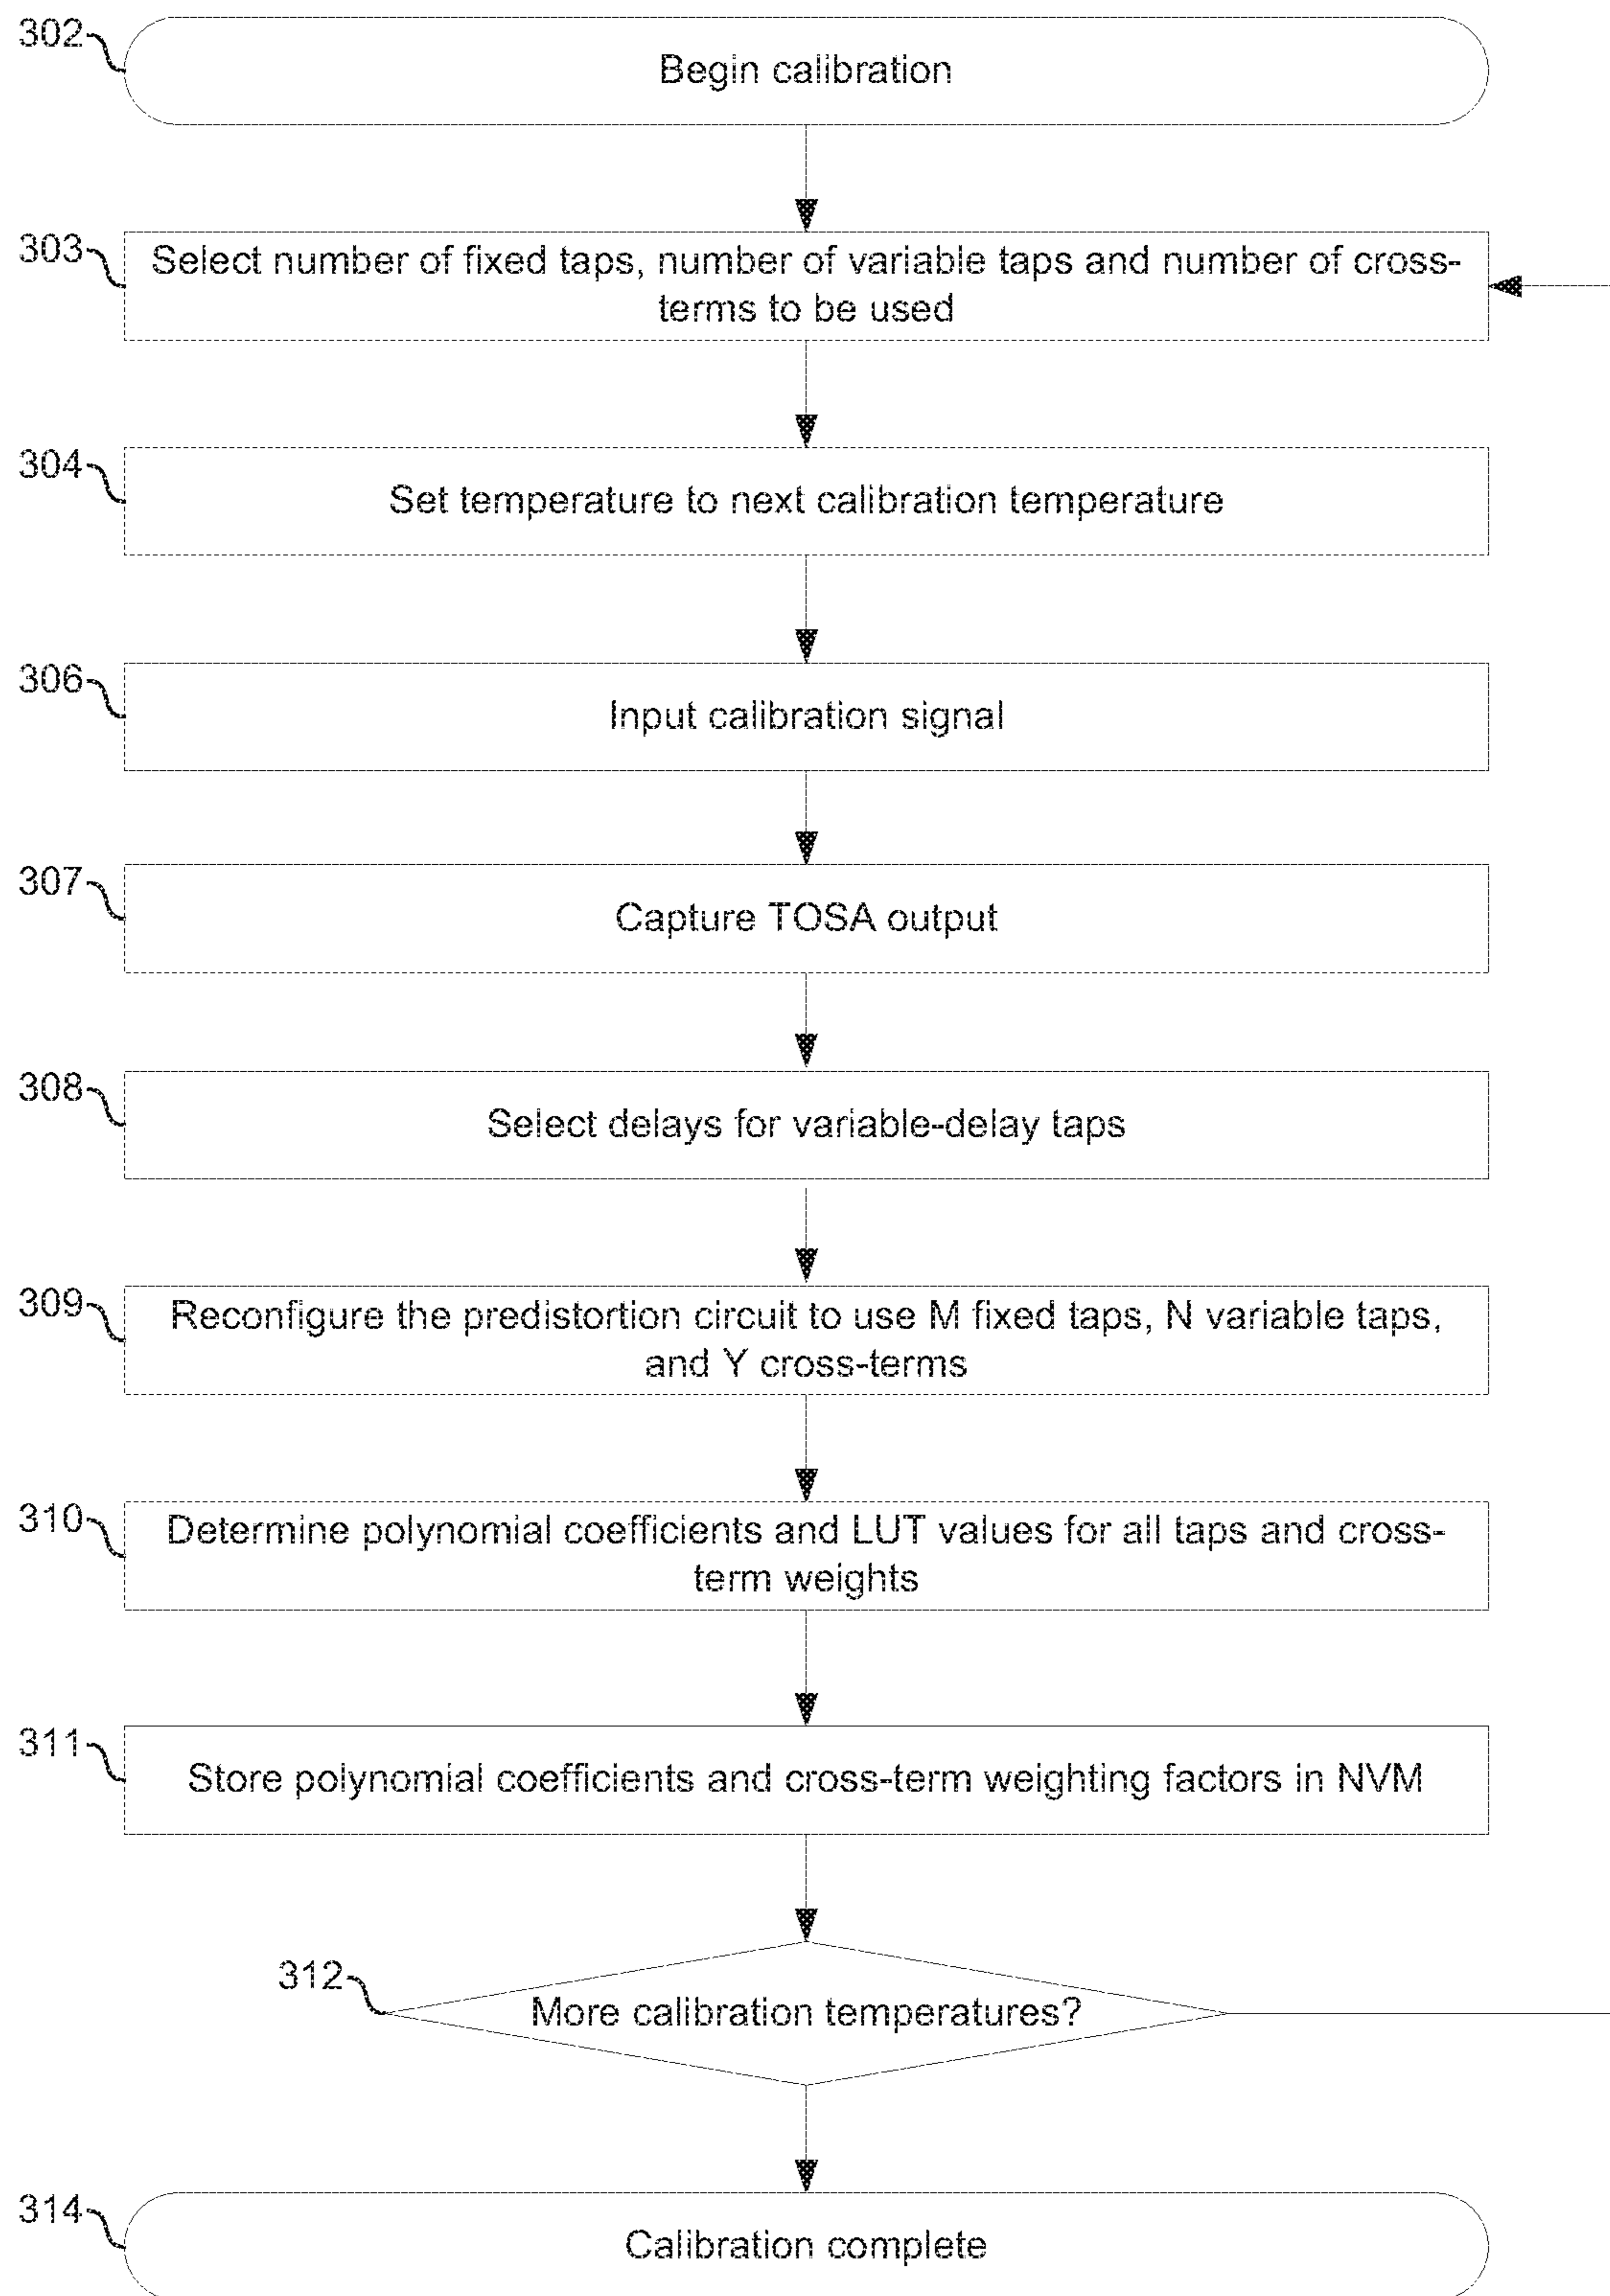 302
Begin calibration
303
Select number of fixed taps, number of variable taps and number of cross-
terms to be used
304
Set temperature to next calibration temperature
306
Input calibration signal
307
Capture TOSA output
308
Select delays for variable-delay taps
309
Reconfigure the predistortion circuit to use M fixed taps, N variable taps,
and Y cross-terms
310
Determine polynomial coefficients and LUT values for all taps and cross-
term weights
311
Store polynomial coefficients and cross-term weighting factors in NVM
312
More calibration temperatures?
314
Calibration complete